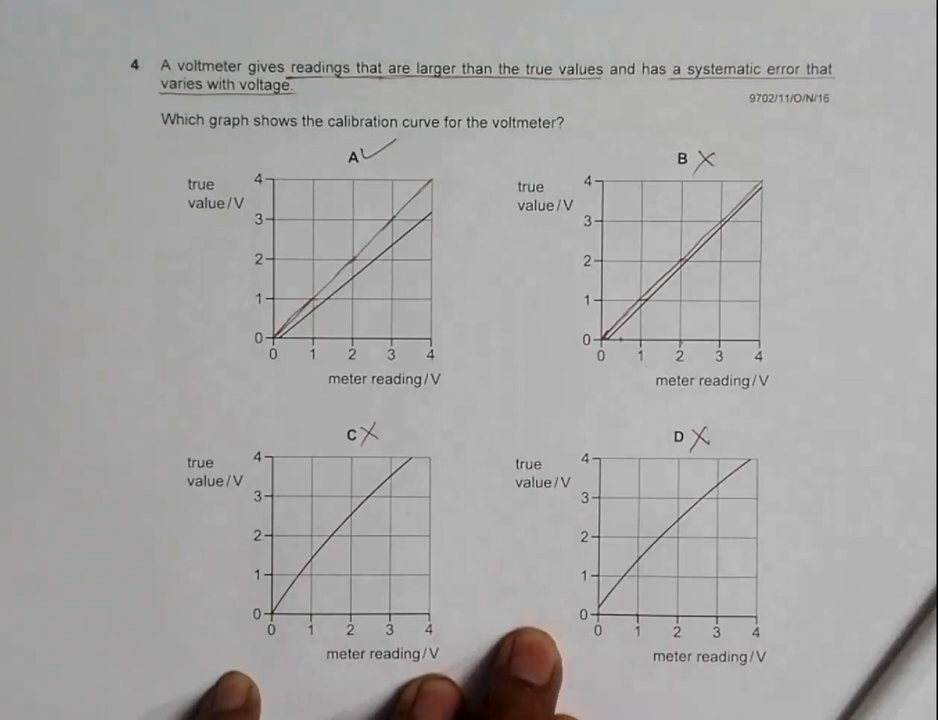 4 A voltmeter gives readings that are larger than the true values and has a systematic error that
varies with voltage.
9702/11/O/N/16
Which graph shows the calibration curve for the voltmeter?
A
true
value/V
4
3
2
1
0
0 1 2 3 4
meter reading/V
B
true
value/V
4
3
2
1
0
0 1 2 3 4
meter reading/V
C
true
value/V
4
3
2
1
0
0 1 2 3 4
meter reading/V
D
true
value/V
4
3
2
1
0
0 1 2 3 4
meter reading/V